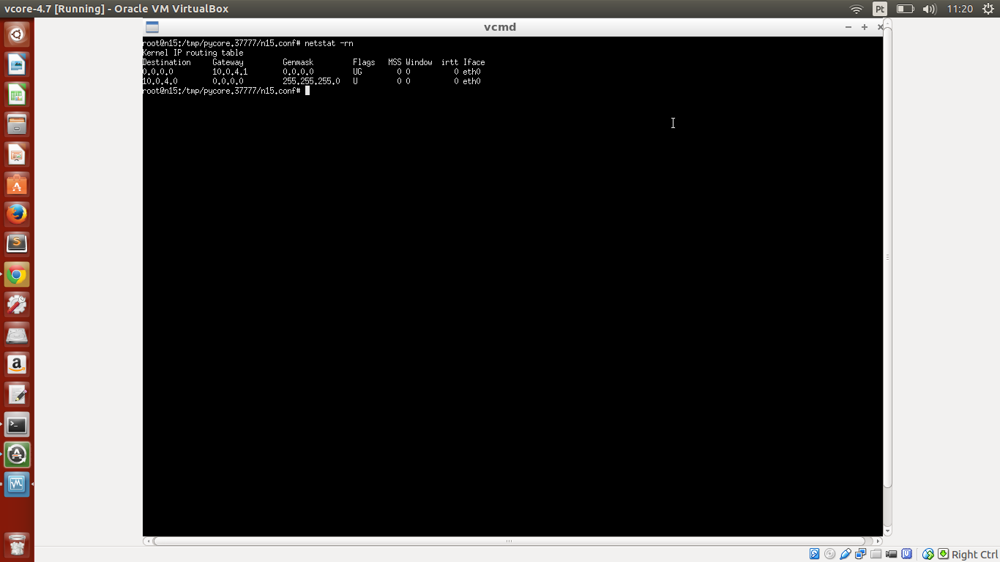 vcore-4.7 [Running] - Oracle VM VirtualBox
Pt
11:20
vcmd
root@n15:/tmp/pycore.37777/n15.conf# netstat -rn
Kernel IP routing table
Destination Gateway Genmask Flags MSS Window irtt Iface
0.0.0.0 10.0.4.1 0.0.0.0 UG 0 0 0 eth0
10.0.4.0 0.0.0.0 255.255.255.0 U 0 0 0 eth0
root@n15:/tmp/pycore.37777/n15.conf#
Right Ctrl